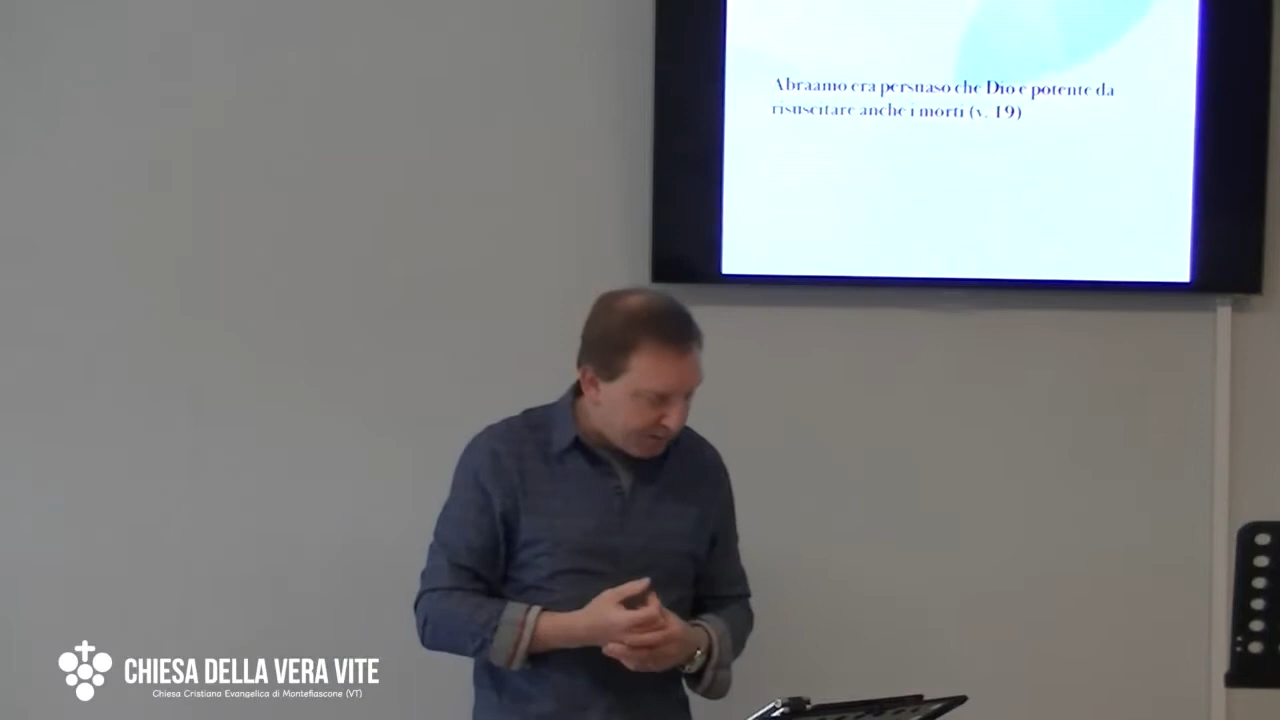 Abraamo era persuaso che Dio è potente da
risuscitare anche i morti (v. 19)
CHIESA DELLA VERA VITE
Chiesa Cristiana Evangelica di Montefiascone (VT)